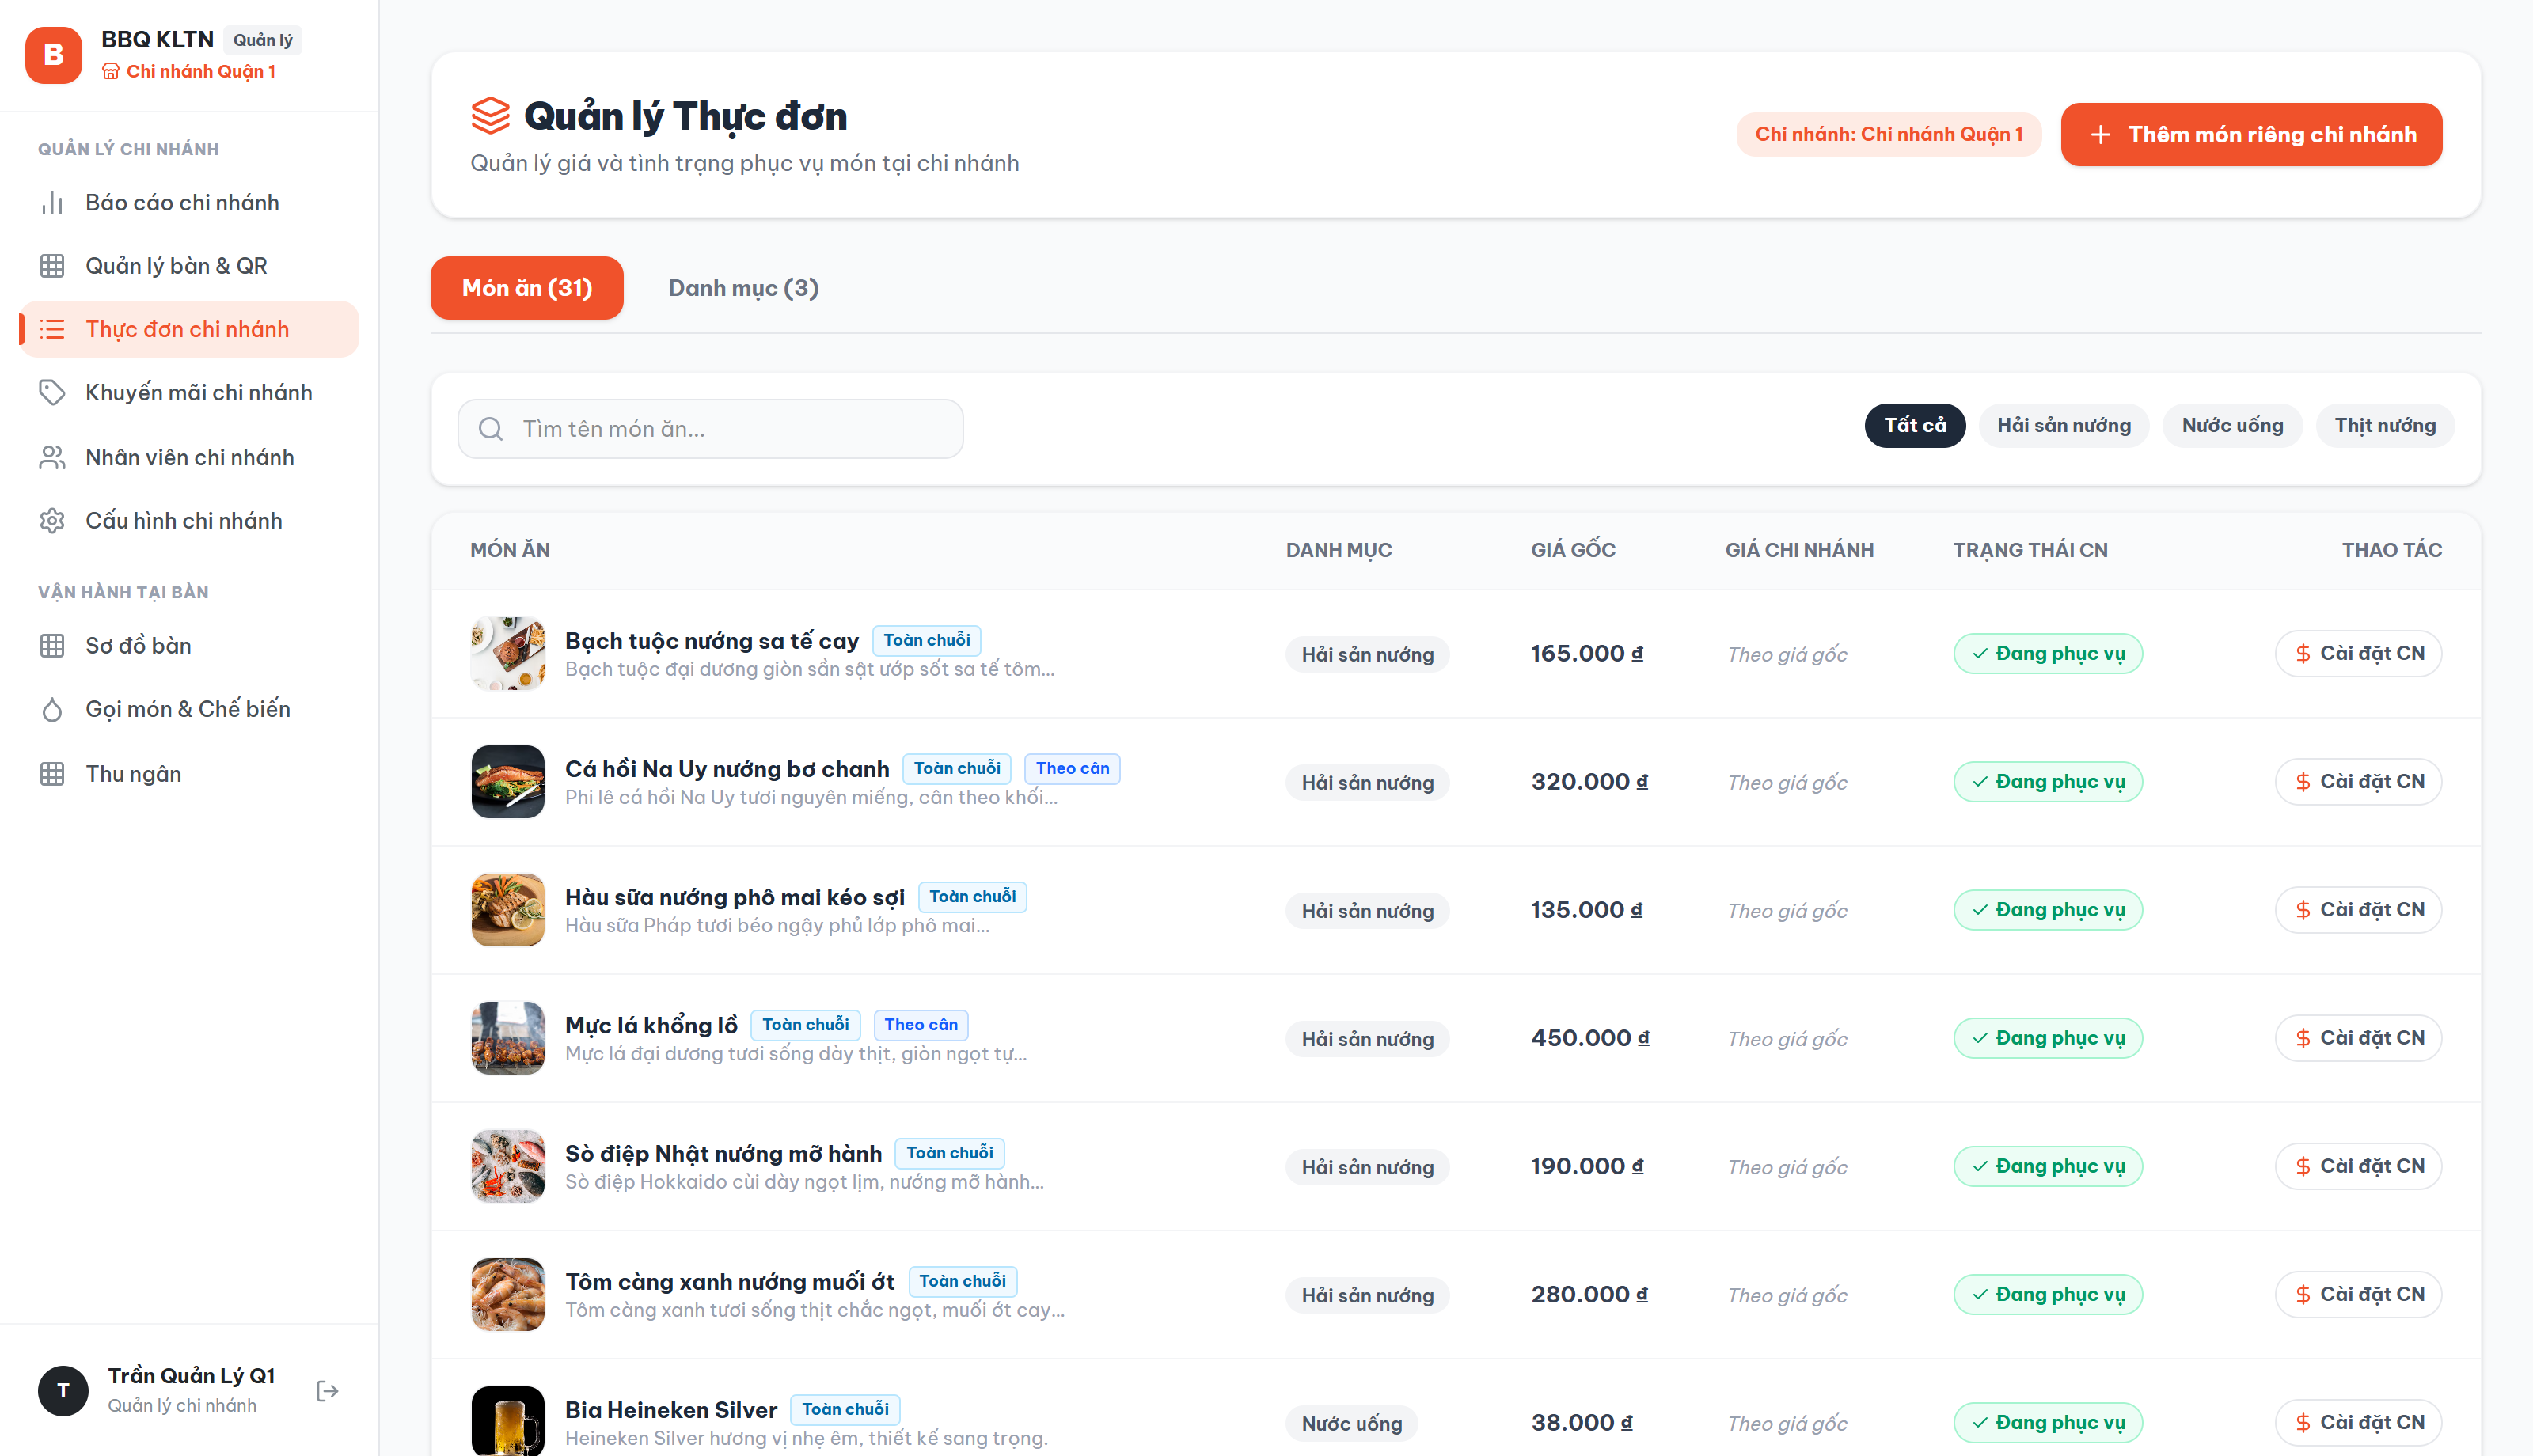 B
BBQ KLTN Quản lý
Chi nhánh Quận 1
QUẢN LÝ CHI NHÁNH
Báo cáo chi nhánh
Quản lý bàn & QR
Thực đơn chi nhánh
Khuyến mãi chi nhánh
Nhân viên chi nhánh
Cấu hình chi nhánh
VẬN HÀNH TẠI BÀN
Sơ đồ bàn
Gọi món & Chế biến
Thu ngân
T
Trần Quản Lý Q1
Quản lý chi nhánh
Quản lý Thực đơn
Quản lý giá và tình trạng phục vụ món tại chi nhánh
Chi nhánh: Chi nhánh Quận 1
Thêm món riêng chi nhánh
Món ăn (31) Danh mục (3)
Tìm tên món ăn...
Tất cả Hải sản nướng Nước uống Thịt nướng
MÓN ĂN DANH MỤC GIÁ GỐC GIÁ CHI NHÁNH TRẠNG THÁI CN THAO TÁC
Bạch tuộc nướng sa tế cay Toàn chuỗi
Bạch tuộc đại dương giòn sần sật ướp sốt sa tế tôm...
Hải sản nướng 165.000 ₫ Theo giá gốc Đang phục vụ Cài đặt CN
Cá hồi Na Uy nướng bơ chanh Toàn chuỗi Theo cân
Phi lê cá hồi Na Uy tươi nguyên miếng, cân theo khối...
Hải sản nướng 320.000 ₫ Theo giá gốc Đang phục vụ Cài đặt CN
Hàu sữa nướng phô mai kéo sợi Toàn chuỗi
Hàu sữa Pháp tươi béo ngậy phủ lớp phô mai...
Hải sản nướng 135.000 ₫ Theo giá gốc Đang phục vụ Cài đặt CN
Mực lá khổng lồ Toàn chuỗi Theo cân
Mực lá đại dương tươi sống dày thịt, giòn ngọt tự...
Hải sản nướng 450.000 ₫ Theo giá gốc Đang phục vụ Cài đặt CN
Sò điệp Nhật nướng mỡ hành Toàn chuỗi
Sò điệp Hokkaido cùi dày ngọt lịm, nướng mỡ hành...
Hải sản nướng 190.000 ₫ Theo giá gốc Đang phục vụ Cài đặt CN
Tôm càng xanh nướng muối ớt Toàn chuỗi
Tôm càng xanh tươi sống thịt chắc ngọt, muối ớt cay...
Hải sản nướng 280.000 ₫ Theo giá gốc Đang phục vụ Cài đặt CN
Bia Heineken Silver Toàn chuỗi
Heineken Silver hương vị nhẹ êm, thiết kế sang trọng.
Nước uống 38.000 ₫ Theo giá gốc Đang phục vụ Cài đặt CN